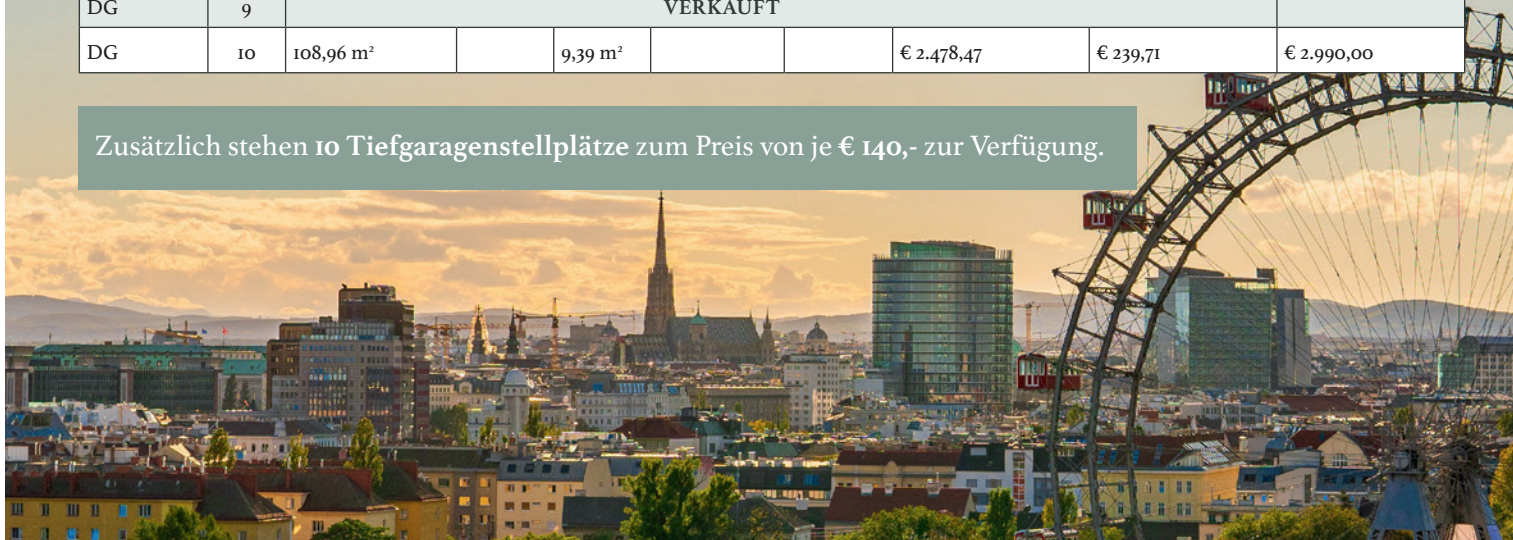 DG 9 VERKAUFT
DG 10 108,96 m² 9,39 m² € 2.478,47 € 239,71 € 2.990,00
Zusätzlich stehen 10 Tiefgaragenstellplätze zum Preis von je € 140,- zur Verfügung.